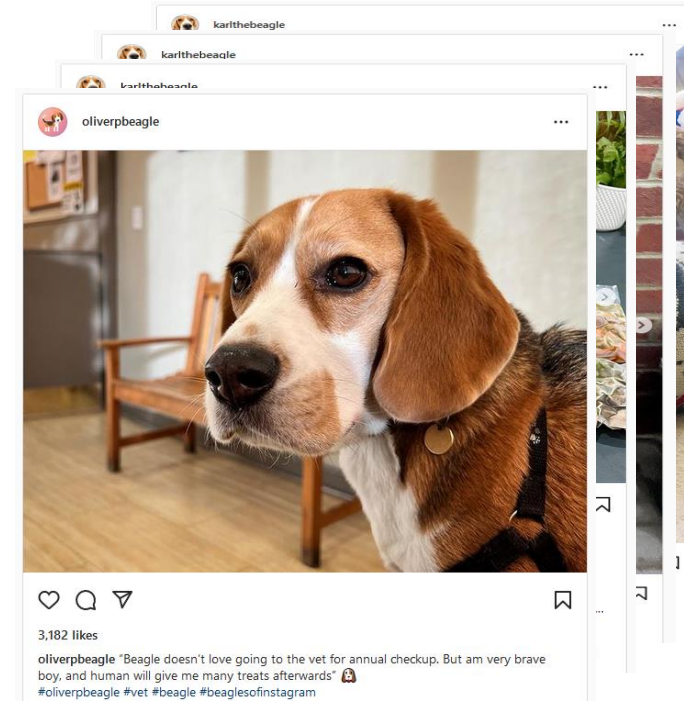 karlthebeagle
karlthebeagle
karlthebeagle
oliverpbeagle
3,182 likes
oliverpbeagle “Beagle doesn’t love going to the vet for annual checkup. But am very brave
boy, and human will give me many treats afterwards”
#oliverpbeagle #vet #beagle #beaglesofinstagram